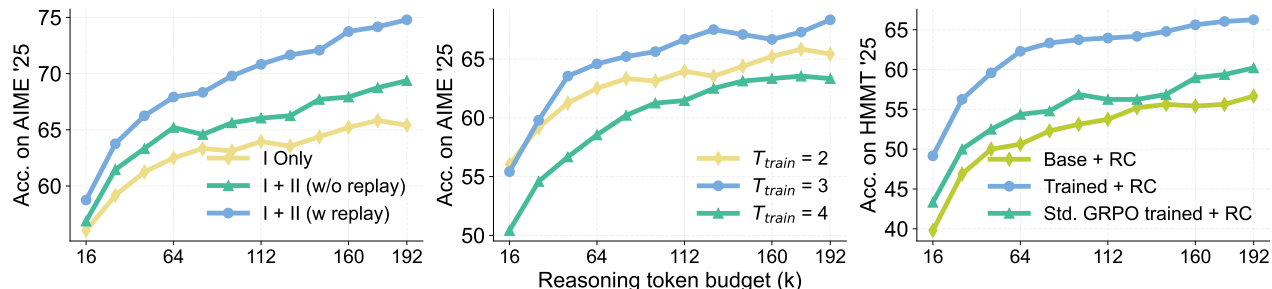 Acc. on AIME '25
75
70
65
60
16
64
112
160
192
I Only
I + II (w/o replay)
I + II (w replay)
Acc. on AIME '25
65
60
55
50
16
64
112
160
192
T_train = 2
T_train = 3
T_train = 4
Reasoning token budget (k)
Acc. on HMMT '25
65
60
55
50
45
40
16
64
112
160
192
Base + RC
Trained + RC
Std. GRPO trained + RC